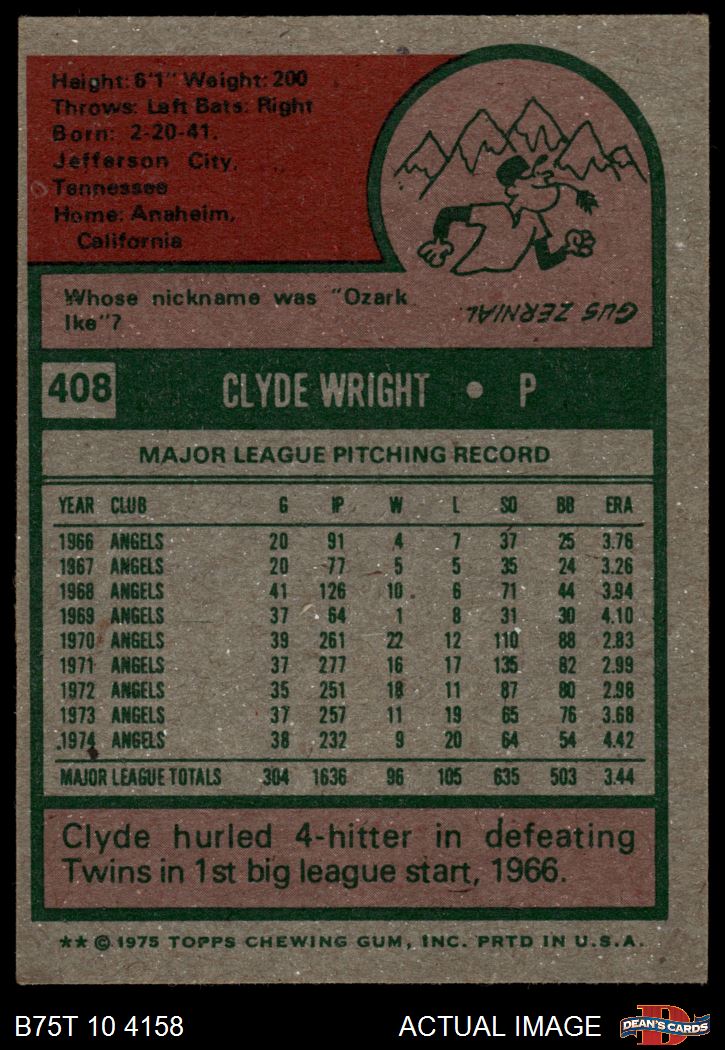 Height: 6'1" Weight: 200
Throws: Left Bats: Right
Born: 2-20-41.
Jefferson City,
Tennessee
Home: Anaheim,
California
Whose nickname was "Ozark
Ike"?
GUS ZERNIAL
408 CLYDE WRIGHT • P
MAJOR LEAGUE PITCHING RECORD
YEAR CLUB G IP W L SO BB ERA
1966 ANGELS 20 91 4 7 37 25 3.76
1967 ANGELS 20 77 5 5 35 24 3.26
1968 ANGELS 41 126 10 6 71 44 3.94
1969 ANGELS 37 64 1 8 31 30 4.10
1970 ANGELS 39 261 22 12 110 88 2.83
1971 ANGELS 37 277 16 17 135 82 2.99
1972 ANGELS 35 251 18 11 87 80 2.98
1973 ANGELS 37 257 11 19 65 76 3.68
1974 ANGELS 38 232 9 20 64 54 4.42
MAJOR LEAGUE TOTALS 304 1636 96 105 635 503 3.44
Clyde hurled 4-hitter in defeating
Twins in 1st big league start, 1966.
** © 1975 TOPPS CHEWING GUM, INC. PRTD IN U.S.A.
B75T 10 4158 ACTUAL IMAGE D DEAN'S CARDS